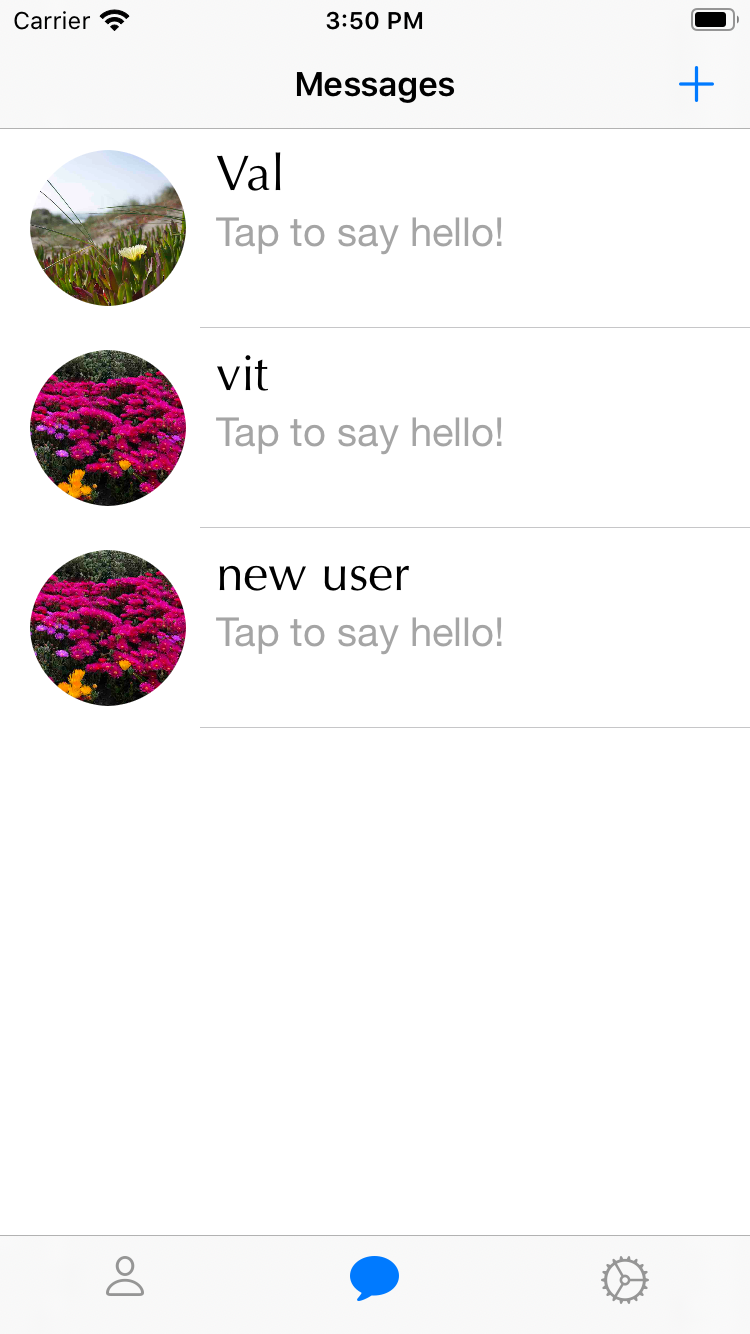 Carrier 3:50 PM
Messages
Val
Tap to say hello!
vit
Tap to say hello!
new user
Tap to say hello!